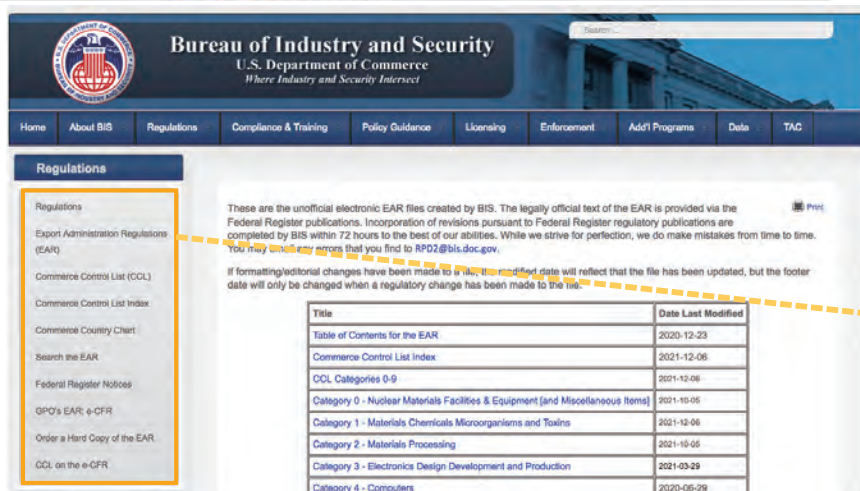 Bureau of Industry and Security
U.S. Department of Commerce
Where Industry and Security Intersect
Search ...
Home About BIS Regulations Compliance & Training Policy Guidance Licensing Enforcement Add'l Programs Data TAC
Regulations
Regulations
Export Administration Regulations
(EAR)
Commerce Control List (CCL)
Commerce Control List Index
Commerce Country Chart
Search the EAR
Federal Register Notices
GPO's EAR: e-CFR
Order a Hard Copy of the EAR
CCL on the e-CFR
Print
These are the unofficial electronic EAR files created by BIS. The legally official text of the EAR is provided via the
Federal Register publications. Incorporation of revisions pursuant to Federal Register regulatory publications are
completed by BIS within 72 hours to the best of our abilities. While we strive for perfection, we do make mistakes from time to time.
You may email any errors that you find to RPD2@bis.doc.gov.
If formatting/editorial changes have been made to a file, the modified date will reflect that the file has been updated, but the footer
date will only be changed when a regulatory change has been made to the file.
Title Date Last Modified
Table of Contents for the EAR 2020-12-23
Commerce Control List Index 2021-12-06
CCL Categories 0-9 2021-12-06
Category 0 - Nuclear Materials Facilities & Equipment [and Miscellaneous Items] 2021-10-05
Category 1 - Materials Chemicals Microorganisms and Toxins 2021-12-06
Category 2 - Materials Processing 2021-10-05
Category 3 - Electronics Design Development and Production 2021-03-29
Category 4 - Computers 2020-06-29